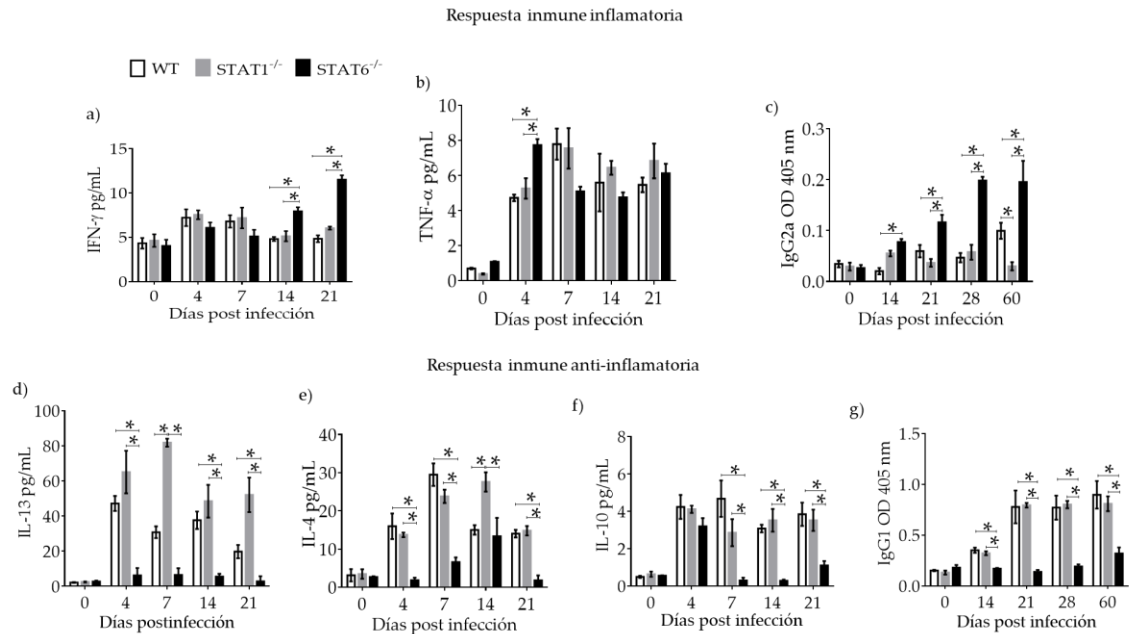 Respuesta inmune inflamatoria
WT STAT1-/- STAT6-/-
a)
IFN-γ pg/mL
15
10
5
0
0 4 7 14 21
Días post infección
* * * *
b)
TNF-α pg/mL
10
8
6
4
2
0
0 4 7 14 21
Días post infección
* *
c)
IgG2a OD 405 nm
0.3
0.2
0.1
0.0
0 14 21 28 60
Días post infección
* * * * * * * * *
Respuesta inmune anti-inflamatoria
d)
IL-13 pg/mL
100
80
60
40
20
0
0 4 7 14 21
Días postinfección
* * * * * * * *
e)
IL-4 pg/mL
40
30
20
10
0
0 4 7 14 21
Días post infección
* * * * * * * *
f)
IL-10 pg/mL
8
6
4
2
0
0 4 7 14 21
Días post infección
* * * * * *
g)
IgG1 OD 405 nm
1.5
1.0
0.5
0.0
0 14 21 28 60
Días post infección
* * * * * * * *